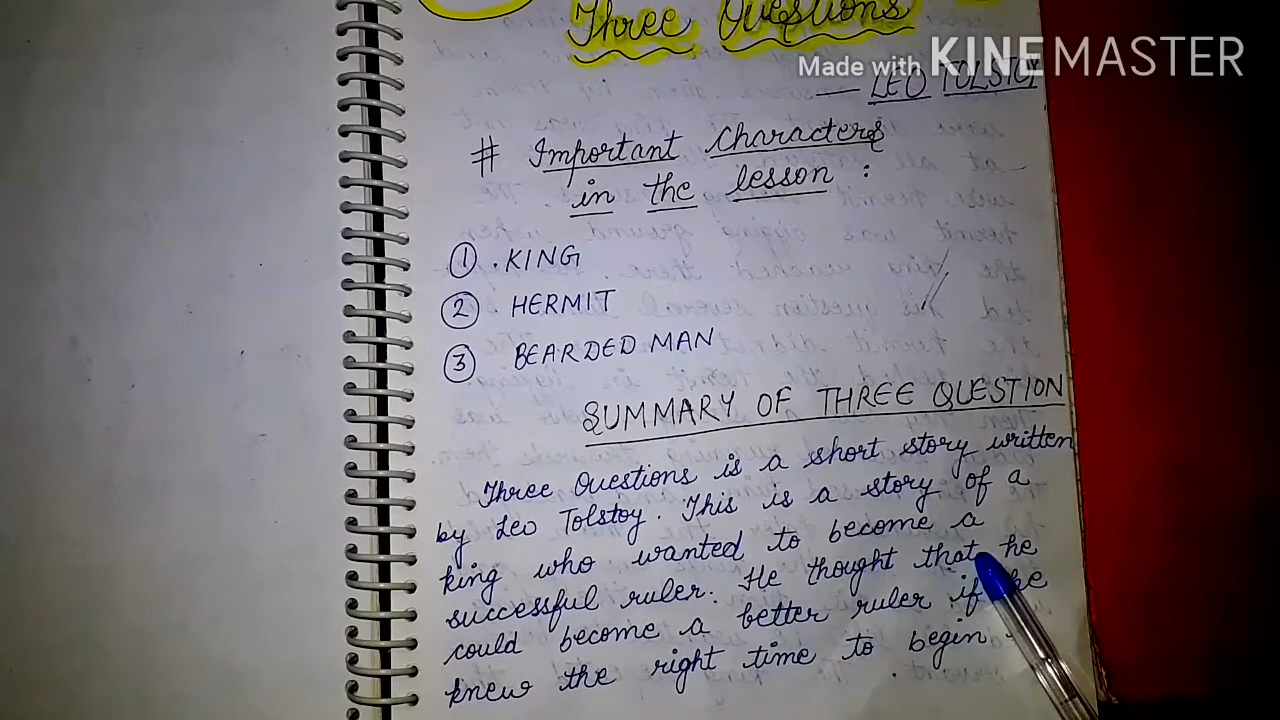 Three Questions
Made with KINEMASTER
— LEO TOLSTOY
# Important characters
in the lesson :
① . KING
② . HERMIT
③ BEARDED MAN
SUMMARY OF THREE QUESTION
Three Questions is a short story written
by Leo Tolstoy. This is a story of a
king who wanted to become a
successful ruler. He thought that he
could become a better ruler if he
knew the right time to begin